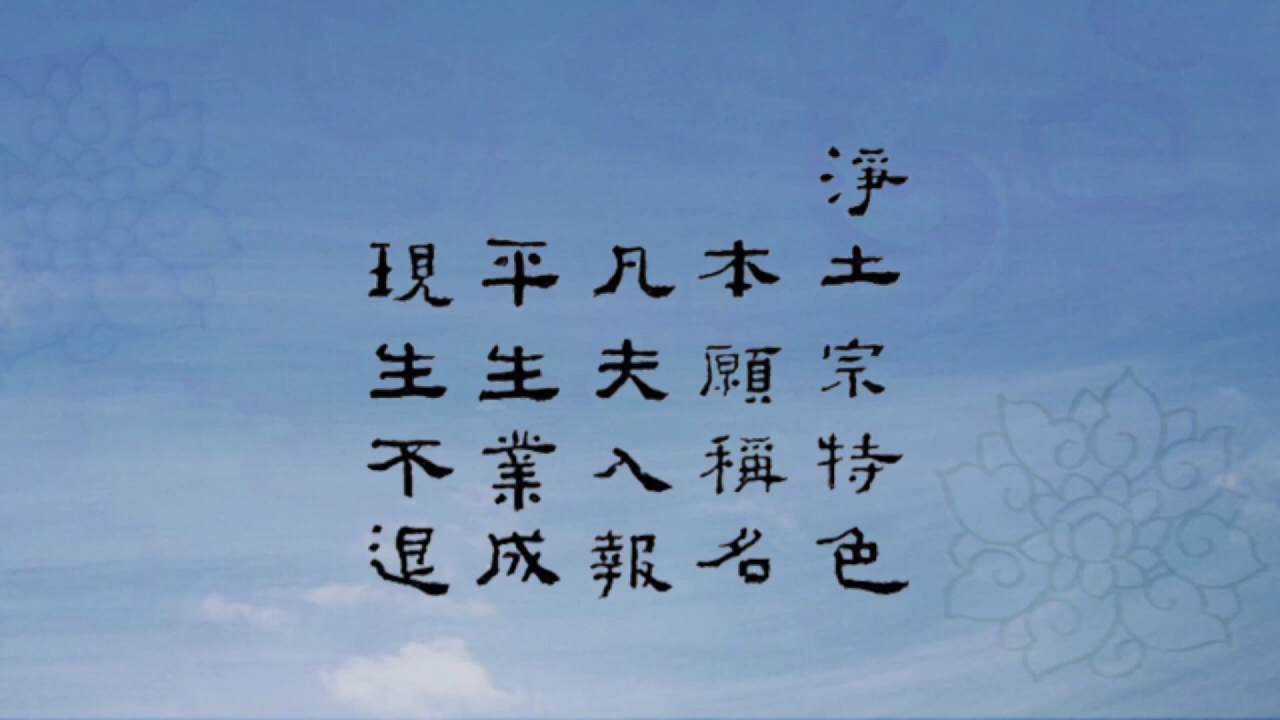 淨土宗特色
本願稱名
凡夫入報
平生業成
現生不退